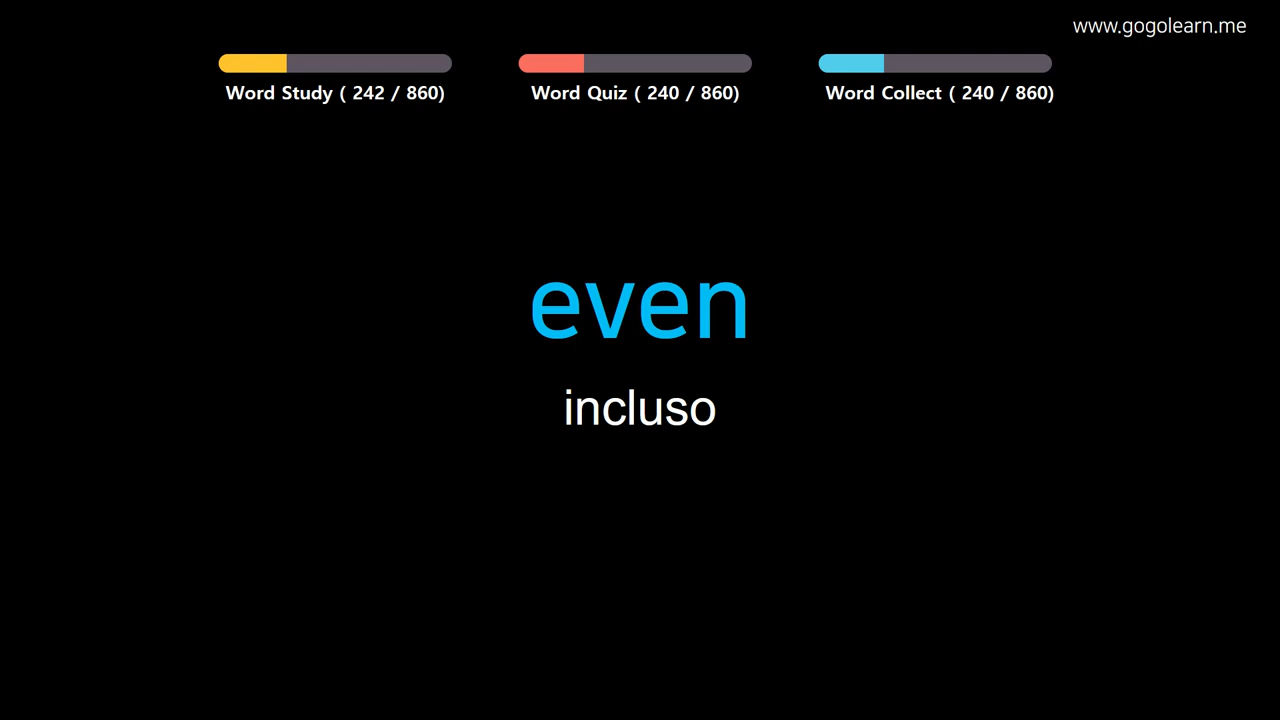 www.gogolearn.me
Word Study ( 242 / 860)
Word Quiz ( 240 / 860)
Word Collect ( 240 / 860)
even
incluso